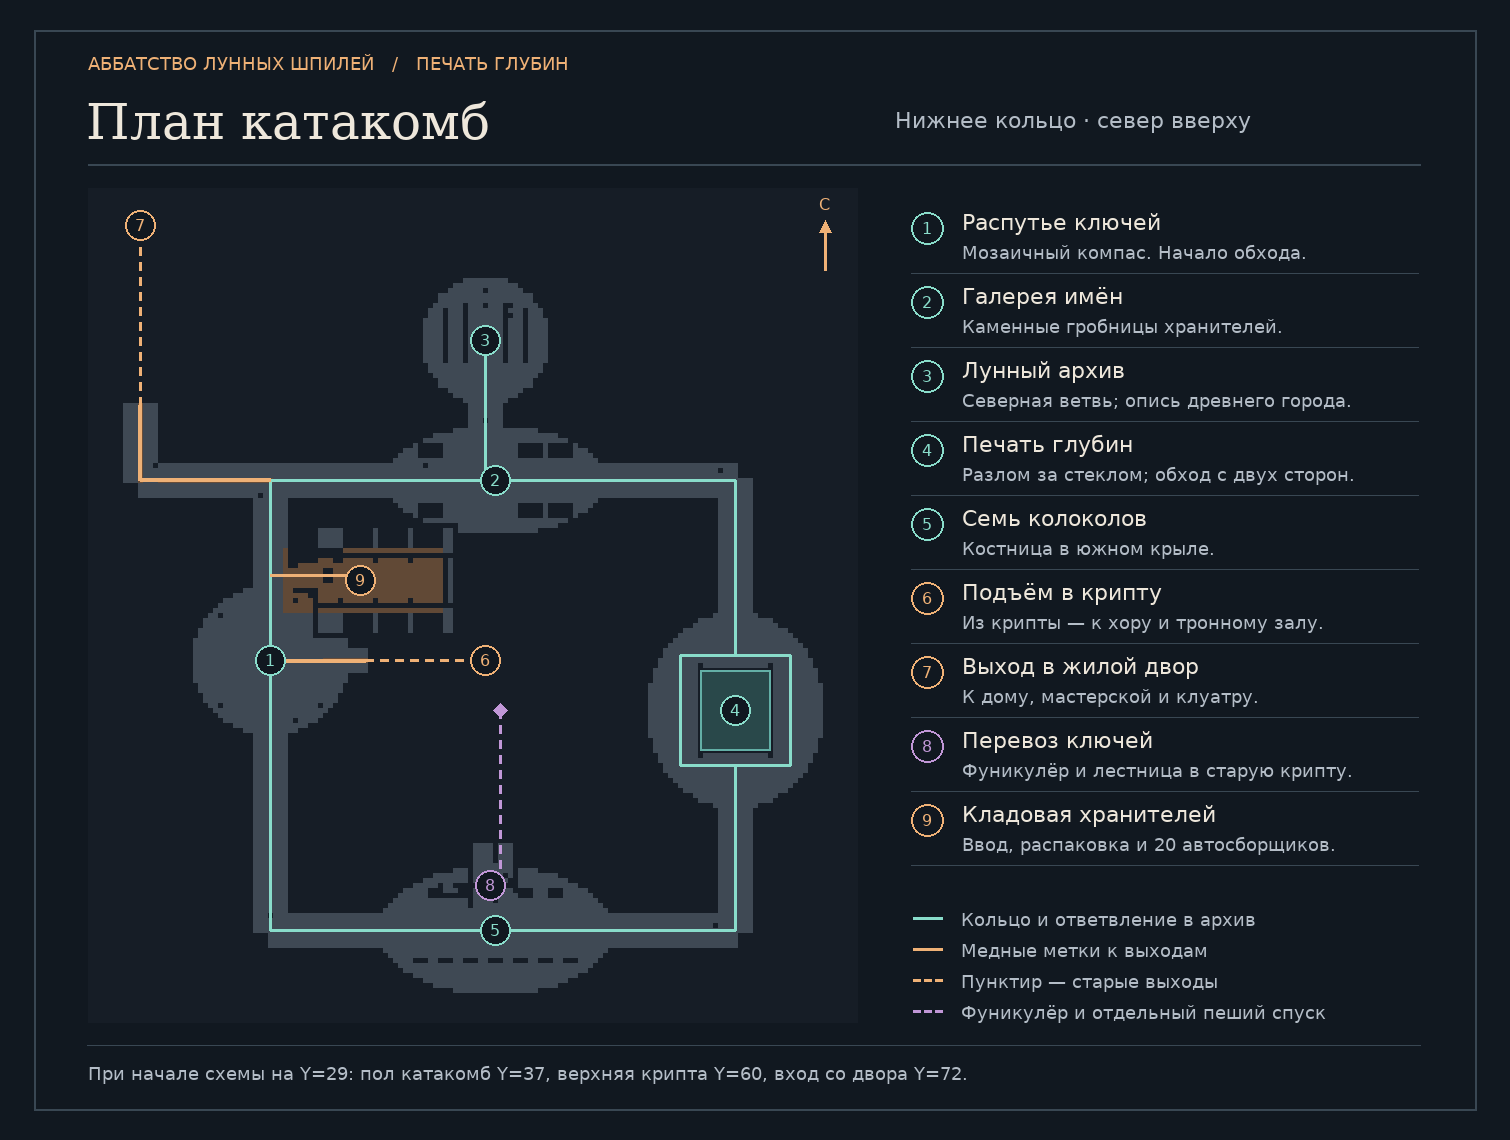 АББАТСТВО ЛУННЫХ ШПИЛЕЙ / ПЕЧАТЬ ГЛУБИН
План катакомб
Нижнее кольцо · север вверху
С
7
3
2
9
1
6
4
8
5
1 Распутье ключей
Мозаичный компас. Начало обхода.
2 Галерея имён
Каменные гробницы хранителей.
3 Лунный архив
Северная ветвь; опись древнего города.
4 Печать глубин
Разлом за стеклом; обход с двух сторон.
5 Семь колоколов
Костница в южном крыле.
6 Подъём в крипту
Из крипты — к хору и тронному залу.
7 Выход в жилой двор
К дому, мастерской и клуатру.
8 Перевоз ключей
Фуникулёр и лестница в старую крипту.
9 Кладовая хранителей
Ввод, распаковка и 20 автосборщиков.
Кольцо и ответвление в архив
Медные метки к выходам
Пунктир — старые выходы
Фуникулёр и отдельный пеший спуск
При начале схемы на Y=29: пол катакомб Y=37, верхняя крипта Y=60, вход со двора Y=72.